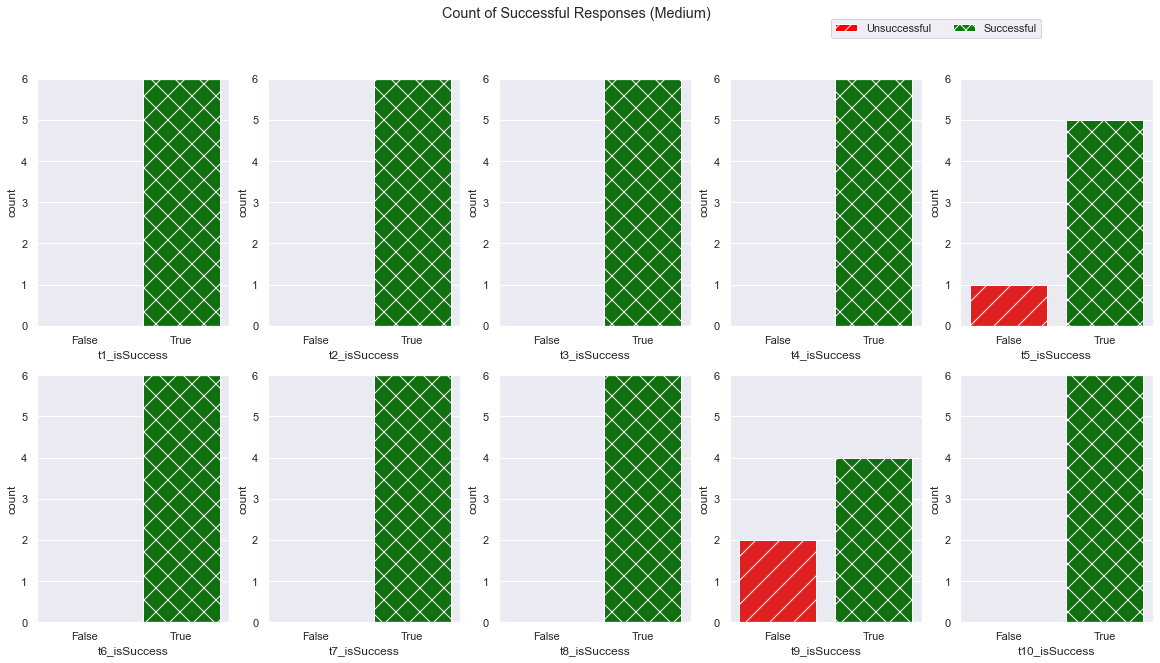 Count of Successful Responses (Medium)
Unsuccessful Successful
6 6 6 6 6
5 5 5 5 5
4 4 4 4 4
count 3 count 3 count 3 count 3 count 3
2 2 2 2 2
1 1 1 1 1
0 0 0 0 0
False True False True False True False True False True
t1_isSuccess t2_isSuccess t3_isSuccess t4_isSuccess t5_isSuccess
6 6 6 6 6
5 5 5 5 5
4 4 4 4 4
count 3 count 3 count 3 count 3 count 3
2 2 2 2 2
1 1 1 1 1
0 0 0 0 0
False True False True False True False True False True
t6_isSuccess t7_isSuccess t8_isSuccess t9_isSuccess t10_isSuccess